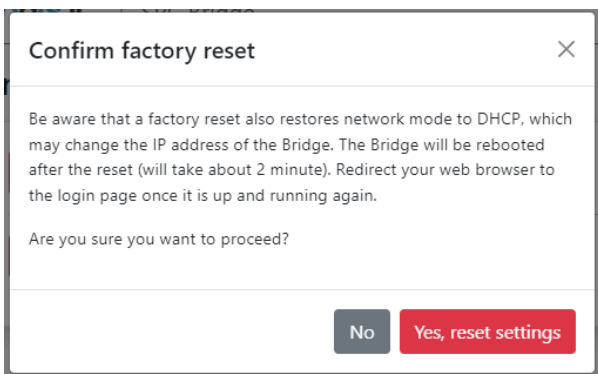 SPC Bridge
Confirm factory reset
Be aware that a factory reset also restores network mode to DHCP, which
may change the IP address of the Bridge. The Bridge will be rebooted
after the reset (will take about 2 minute). Redirect your web browser to
the login page once it is up and running again.
Are you sure you want to proceed?
No
Yes, reset settings